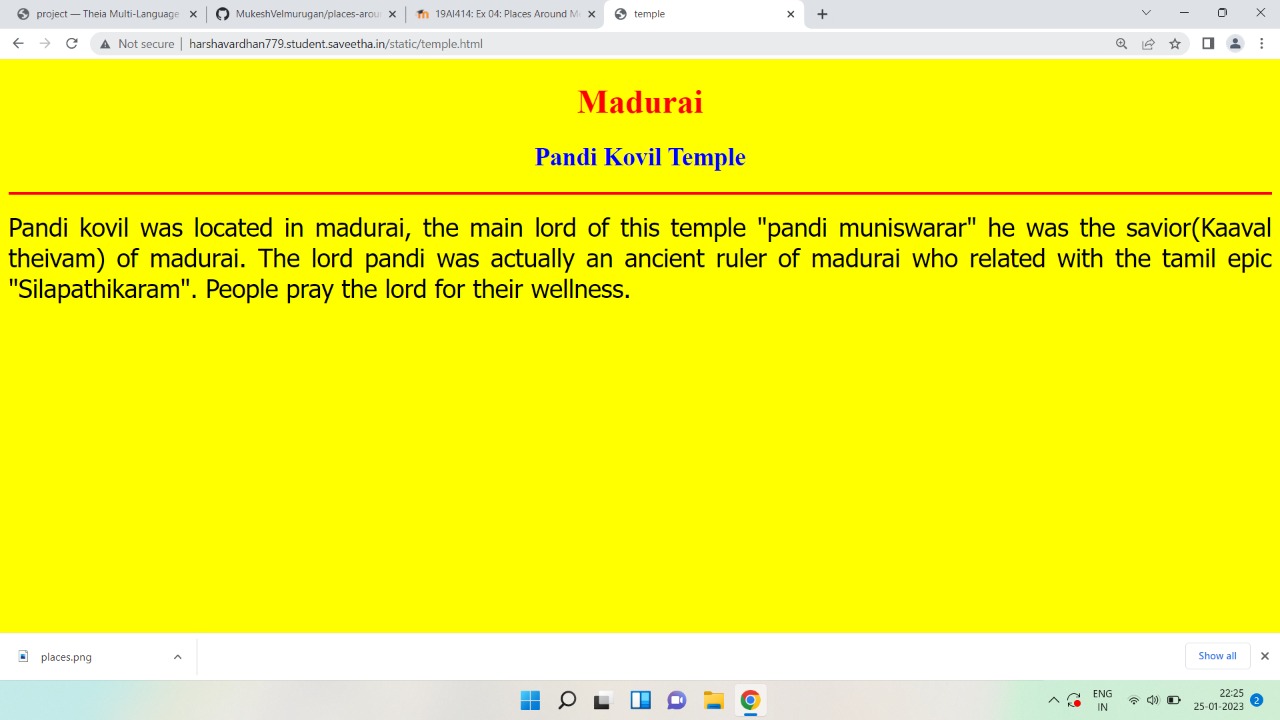 project — Theia Multi-Language
MukeshVelmurugan/places-arou
19AI414: Ex 04: Places Around M
temple
Not secure | harshavardhan779.student.saveetha.in/static/temple.html
Madurai
Pandi Kovil Temple
Pandi kovil was located in madurai, the main lord of this temple "pandi muniswarar" he was the savior(Kaaval
theivam) of madurai. The lord pandi was actually an ancient ruler of madurai who related with the tamil epic
"Silapathikaram". People pray the lord for their wellness.
places.png
Show all
ENG
IN
22:25
25-01-2023
2